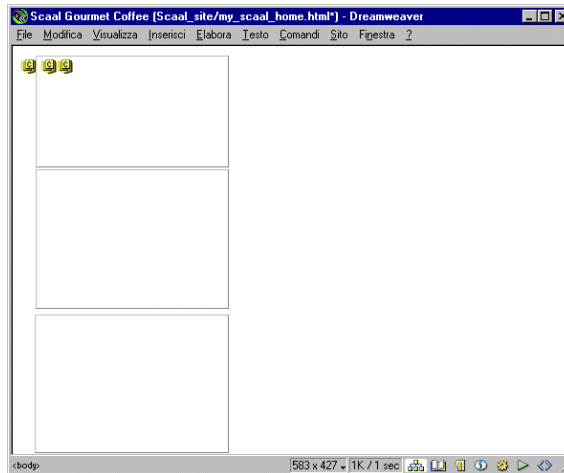 Scaal Gourmet Coffee (Scaal_site/my_scaal_home.html*) - Dreamweaver
File Modifica Visualizza Inserisci Elabora Testo Comandi Sito Finestra ?
<body> 583 x 427 1K / 1 sec